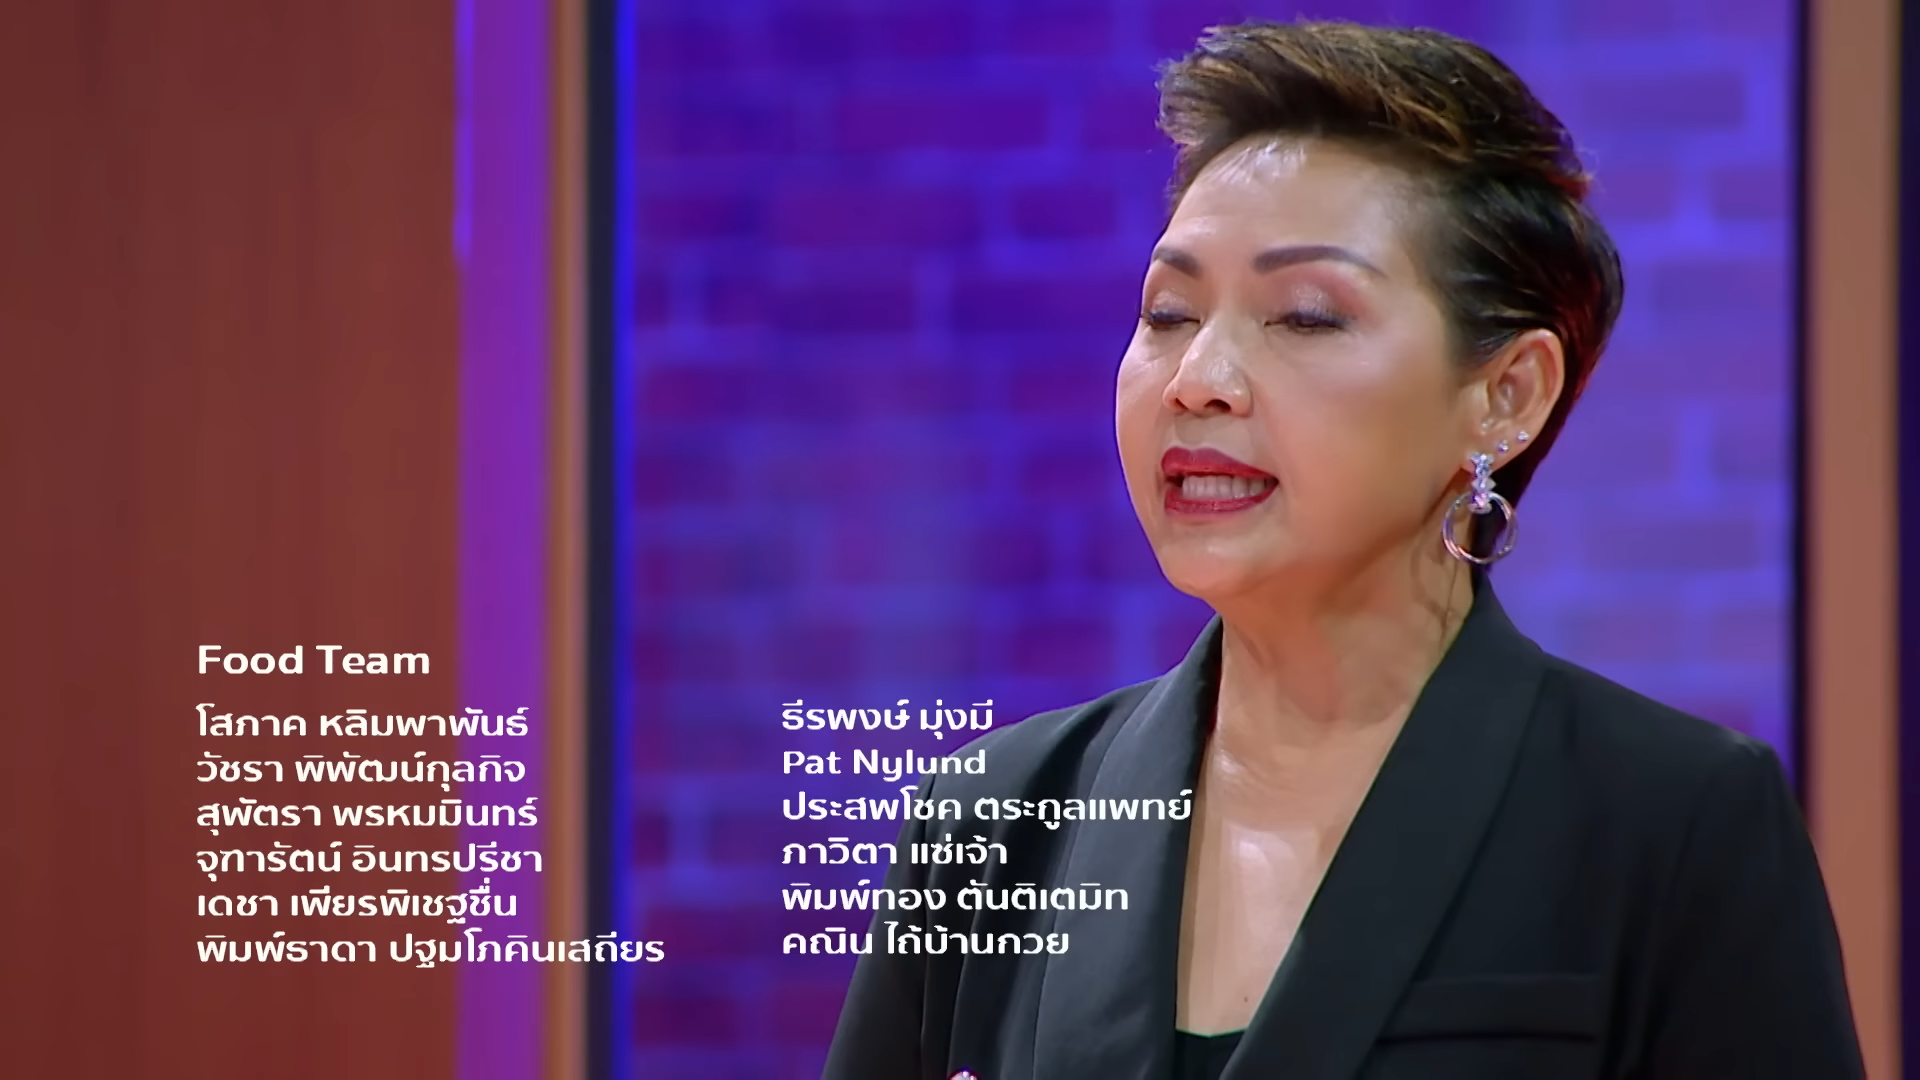 Food Team
โสภาค หลิมพาพันธ์
วัชรา พิพัฒน์กุลกิจ
สุพัตรา พรหมมินทร์
จุฑารัตน์ อินทรปรีชา
เดชา เพียรพิเชฐชื่น
พิมพ์ธาดา ปฐมโภคินเสถียร
ธีรพงษ์ มุ่งมี
Pat Nylund
ประสพโชค ตระกูลแพทย์
ภาวิตา แซ่เจ้า
พิมพ์ทอง ตันติเตมิท
คณิน ไถ้บ้านกวย